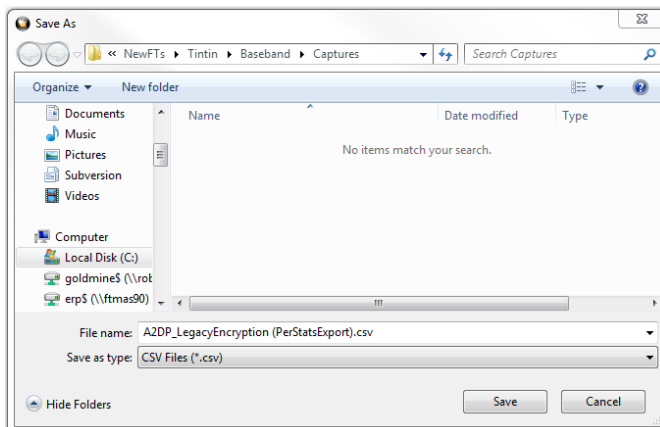 Save As
« NewFTs ▸ Tintin ▸ Baseband ▸ Captures
Search Captures
Organize
New folder
Documents
Music
Pictures
Subversion
Videos
Computer
Local Disk (C:)
goldmine$ (\\rot
erp$ (\\ftmas90)
Name
Date modified
Type
No items match your search.
File name: A2DP_LegacyEncryption (PerStatsExport).csv
Save as type: CSV Files (*.csv)
Hide Folders
Save
Cancel